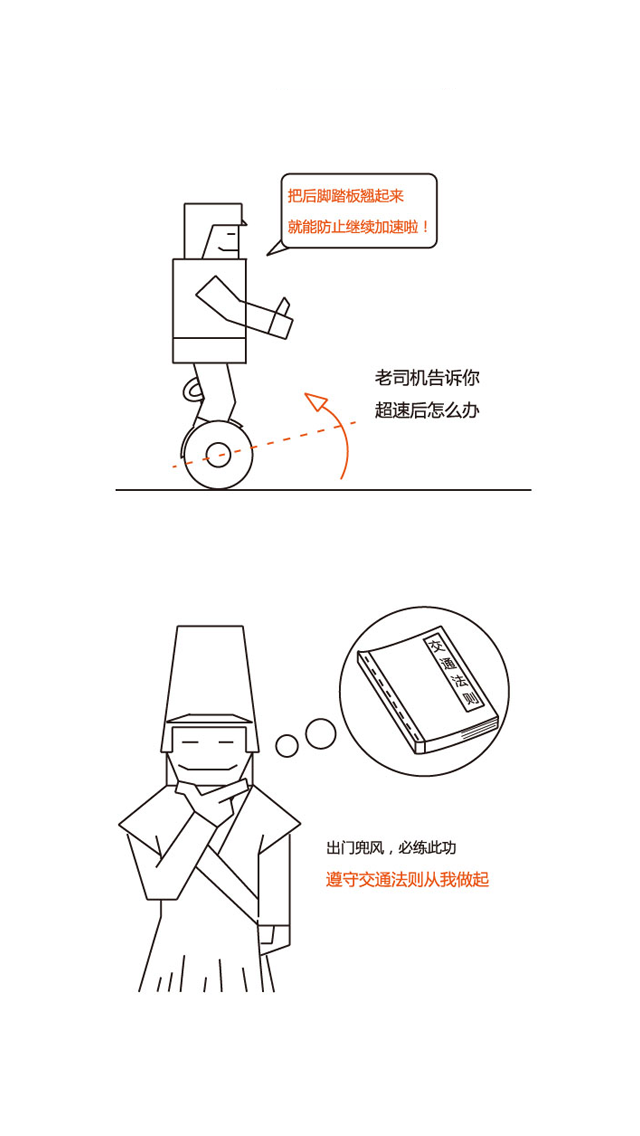 把后脚踏板翘起来
就能防止继续加速啦！
老司机告诉你
超速后怎么办
交通法则
出门兜风，必练此功
遵守交通法则从我做起